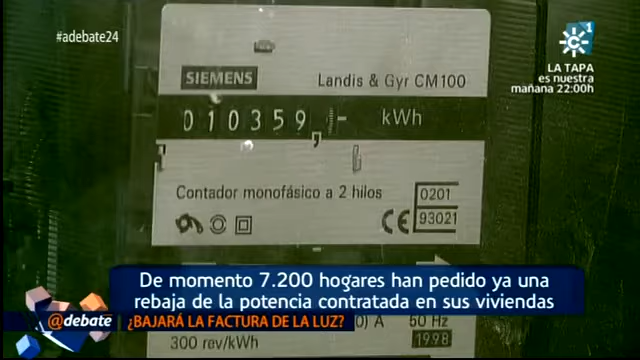 #adebate24
1
LA TAPA
es nuestra
mañana 22:00h
SIEMENS
Landis & Gyr CM100
010359, kWh
Contador monofásico a 2 hilos
0201
CE 93021
De momento 7.200 hogares han pedido ya una
rebaja de la potencia contratada en sus viviendas
@debate
¿BAJARÁ LA FACTURA DE LA LUZ?
0) A 50 Hz
300 rev/kWh
1998